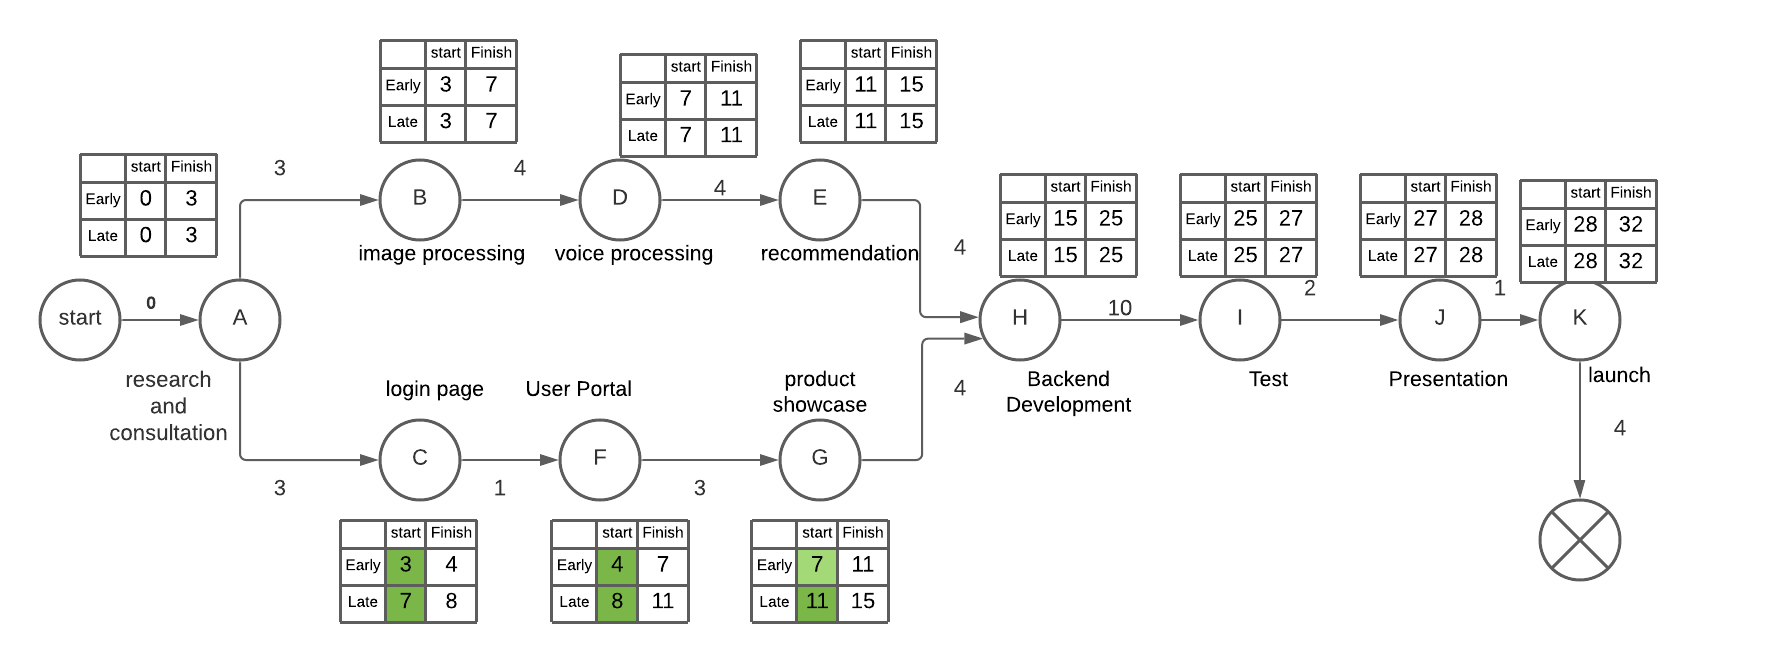 start Finish
Early 3 7
Late 3 7
start Finish
Early 7 11
Late 7 11
start Finish
Early 11 15
Late 11 15
start Finish
Early 0 3
Late 0 3
3
B
image processing
4
D
voice processing
4
E
recommendation
4
start
0
A
research
and
consultation
start Finish
Early 15 25
Late 15 25
H
Backend
Development
10
start Finish
Early 25 27
Late 25 27
I
Test
2
start Finish
Early 27 28
Late 27 28
J
Presentation
1
start Finish
Early 28 32
Late 28 32
K
launch
4
3
login page
C
1
User Portal
F
3
product
showcase
G
4
start Finish
Early 3 4
Late 7 8
start Finish
Early 4 7
Late 8 11
start Finish
Early 7 11
Late 11 15